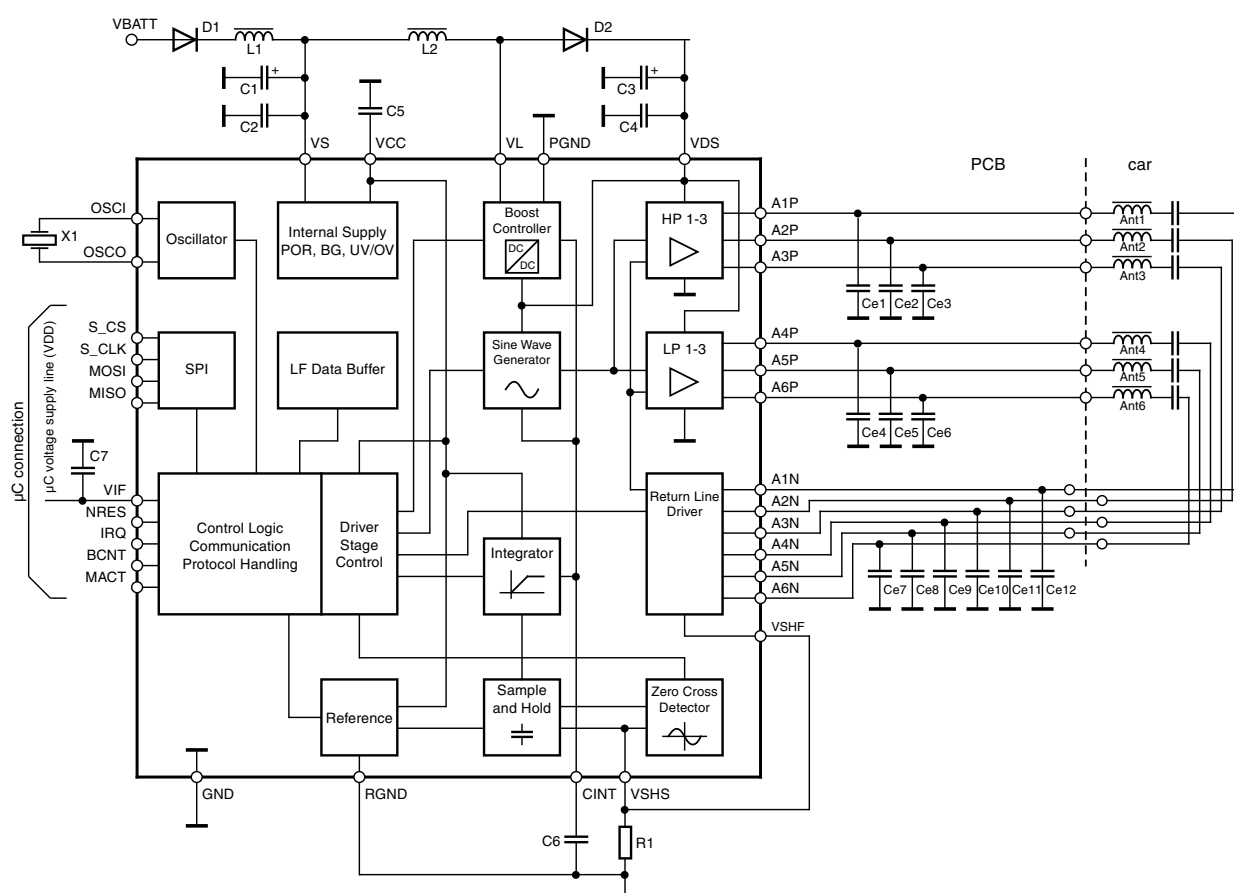 VBATT
D1
L1
L2
D2
C1
+
C2
C5
C3
+
C4
VS
VCC
VL
PGND
VDS
PCB
car
OSCI
X1
OSCO
Oscillator
Internal Supply
POR, BG, UV/OV
Boost
Controller
DC
DC
HP 1-3
A1P
A2P
A3P
Ant1
Ant2
Ant3
Ce1
Ce2
Ce3
µC connection
µC voltage supply line (VDD)
S_CS
S_CLK
MOSI
MISO
SPI
LF Data Buffer
Sine Wave
Generator
LP 1-3
A4P
A5P
A6P
Ant4
Ant5
Ant6
Ce4
Ce5
Ce6
C7
VIF
NRES
IRQ
BCNT
MACT
Control Logic
Communication
Protocol Handling
Driver
Stage
Control
Integrator
Return Line
Driver
A1N
A2N
A3N
A4N
A5N
A6N
VSHF
Ce7
Ce8
Ce9
Ce10
Ce11
Ce12
Reference
Sample
and Hold
Zero Cross
Detector
GND
RGND
CINT
VSHS
C6
R1